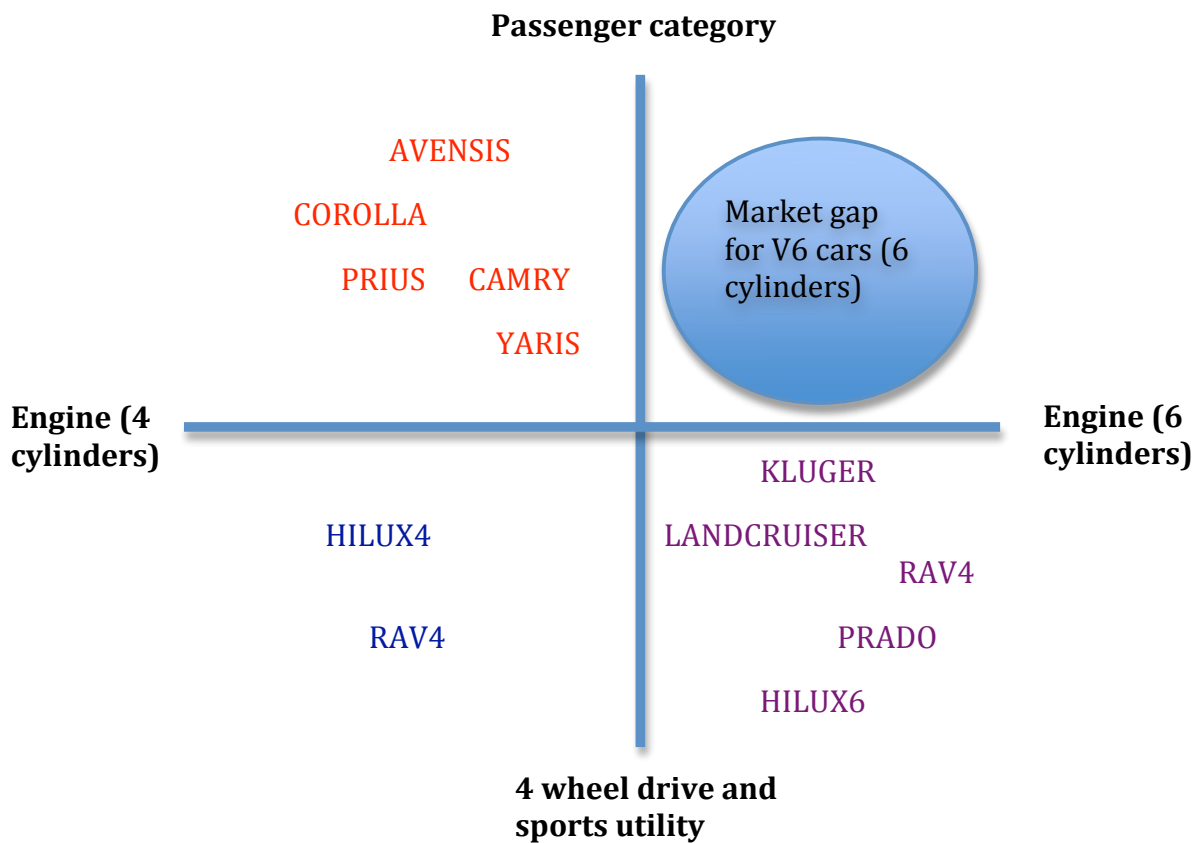 Passenger category
AVENSIS
COROLLA
Market gap
for V6 cars (6
cylinders)
PRIUS CAMRY
YARIS
Engine (4
cylinders)
Engine (6
cylinders)
KLUGER
HILUX4
LANDCRUISER
RAV4
RAV4
PRADO
HILUX6
4 wheel drive and
sports utility